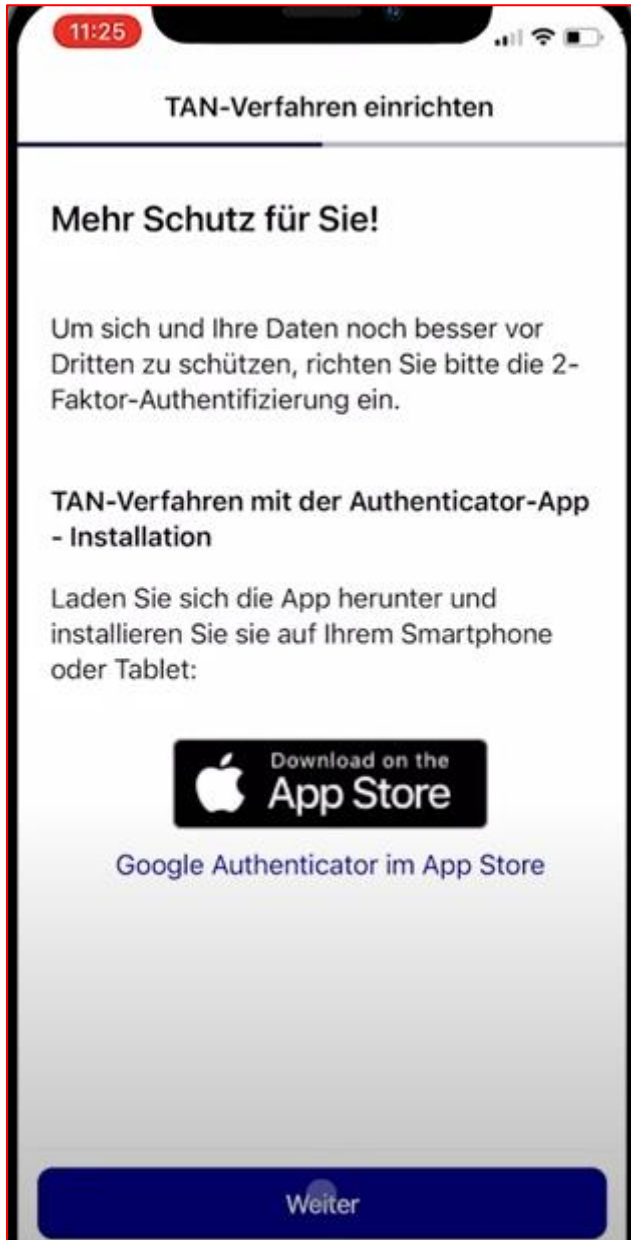 11:25
TAN-Verfahren einrichten
Mehr Schutz für Sie!
Um sich und Ihre Daten noch besser vor
Dritten zu schützen, richten Sie bitte die 2-
Faktor-Authentifizierung ein.
TAN-Verfahren mit der Authenticator-App
- Installation
Laden Sie sich die App herunter und
installieren Sie sie auf Ihrem Smartphone
oder Tablet:
Download on the
App Store
Google Authenticator im App Store
Weiter